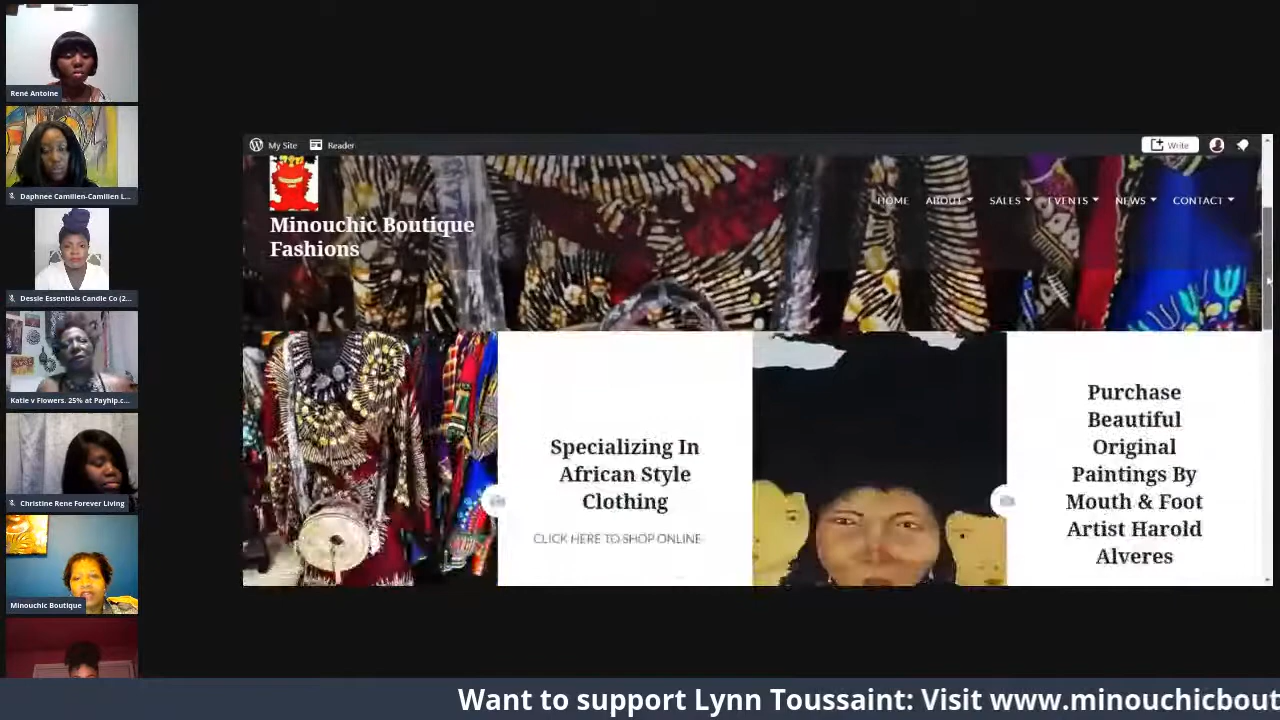 René Antoine
Daphnee Camilien-Camilien L...
Dessie Essentials Candle Co (2...
Katie v Flowers. 25% at Payhip.c...
Christine Rene Forever Living
Minouchic Boutique
My Site
Reader
Write
Minouchic Boutique
Fashions
HOME ABOUT SALES EVENTS NEWS CONTACT
Specializing In
African Style
Clothing
CLICK HERE TO SHOP ONLINE
Purchase
Beautiful
Original
Paintings By
Mouth & Foot
Artist Harold
Alveres
Want to support Lynn Toussaint: Visit www.minouchicbout